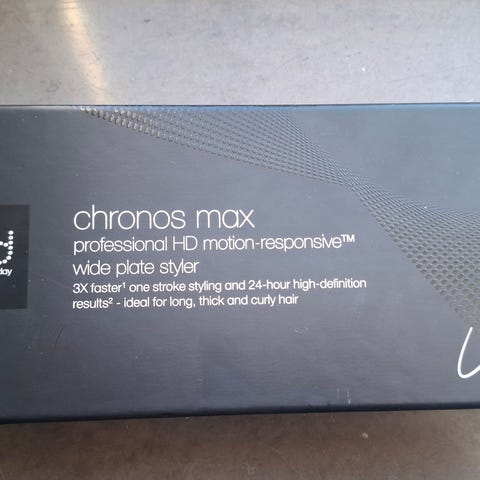 day
chronos max
professional HD motion-responsive™
wide plate styler
3X faster¹ one stroke styling and 24-hour high-definition
results² - ideal for long, thick and curly hair